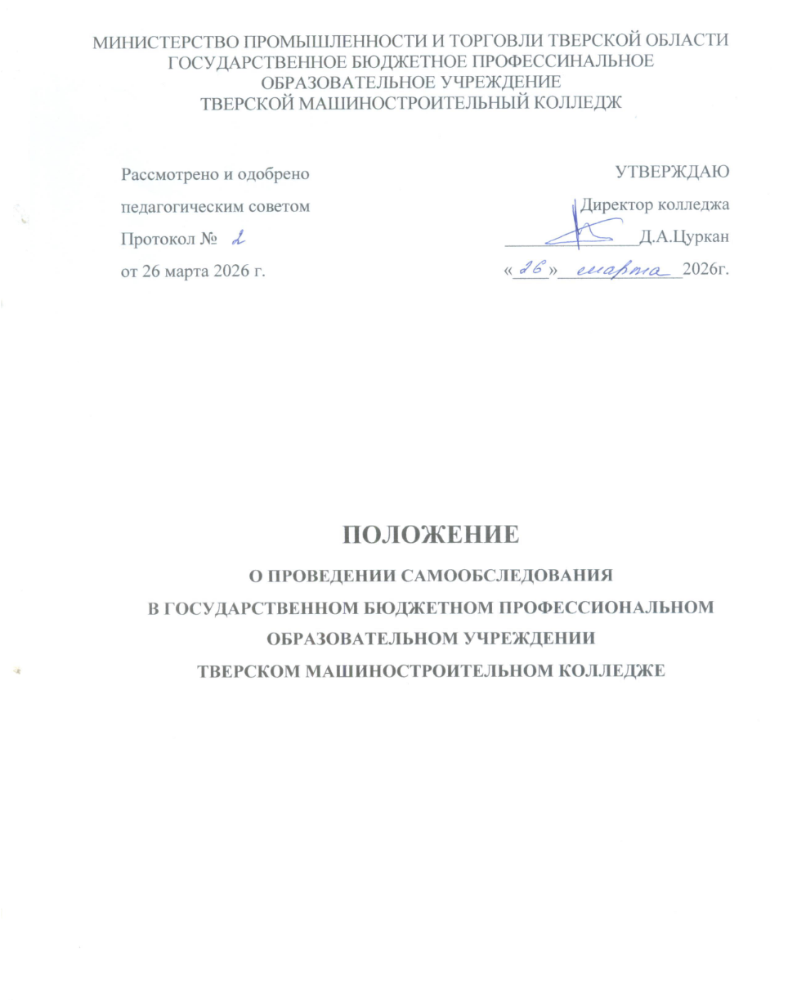 МИНИСТЕРСТВО ПРОМЫШЛЕННОСТИ И ТОРГОВЛИ ТВЕРСКОЙ ОБЛАСТИ
ГОСУДАРСТВЕННОЕ БЮДЖЕТНОЕ ПРОФЕССИНАЛЬНОЕ
ОБРАЗОВАТЕЛЬНОЕ УЧРЕЖДЕНИЕ
ТВЕРСКОЙ МАШИНОСТРОИТЕЛЬНЫЙ КОЛЛЕДЖ
Рассмотрено и одобрено
педагогическим советом
Протокол № 2
от 26 марта 2026 г.
УТВЕРЖДАЮ
Директор колледжа
_______________Д.А.Цуркан
«26» марта 2026г.
ПОЛОЖЕНИЕ
О ПРОВЕДЕНИИ САМООБСЛЕДОВАНИЯ
В ГОСУДАРСТВЕННОМ БЮДЖЕТНОМ ПРОФЕССИОНАЛЬНОМ
ОБРАЗОВАТЕЛЬНОМ УЧРЕЖДЕНИИ
ТВЕРСКОМ МАШИНОСТРОИТЕЛЬНОМ КОЛЛЕДЖЕ